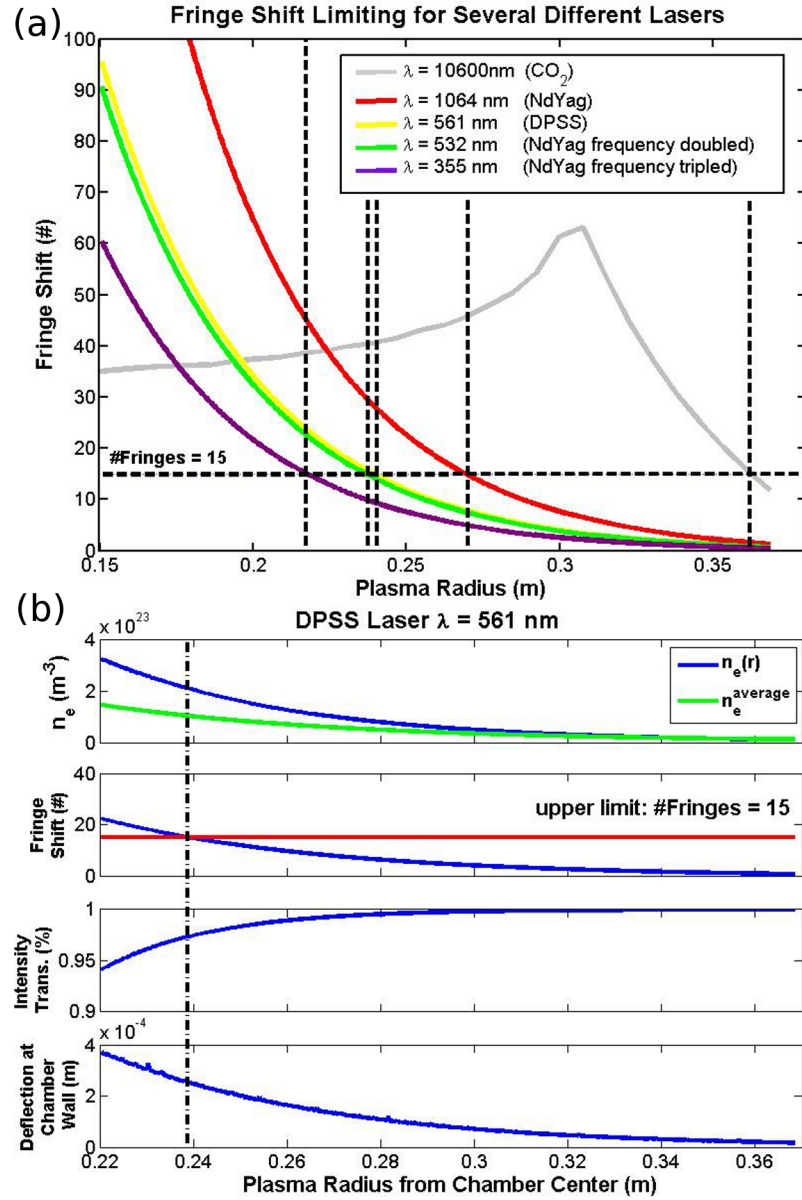 (a)
Fringe Shift Limiting for Several Different Lasers
100
90
80
70
60
50
40
30
20
10
0
Fringe Shift (#)
λ = 10600nm (CO₂)
λ = 1064 nm (NdYag)
λ = 561 nm (DPSS)
λ = 532 nm (NdYag frequency doubled)
λ = 355 nm (NdYag frequency tripled)
#Fringes = 15
0.15 0.2 0.25 0.3 0.35
Plasma Radius (m)
(b)
x 10²³
DPSS Laser λ = 561 nm
4
2
0
nₑ (m⁻³)
nₑ(r)
nₑ^average
40
20
0
Fringe
Shift (#)
upper limit: #Fringes = 15
1
0.95
0.9
Intensity
Trans. (%)
x 10⁻⁴
4
2
0
Deflection at
Chamber
Wall (m)
0.22 0.24 0.26 0.28 0.3 0.32 0.34 0.36
Plasma Radius from Chamber Center (m)